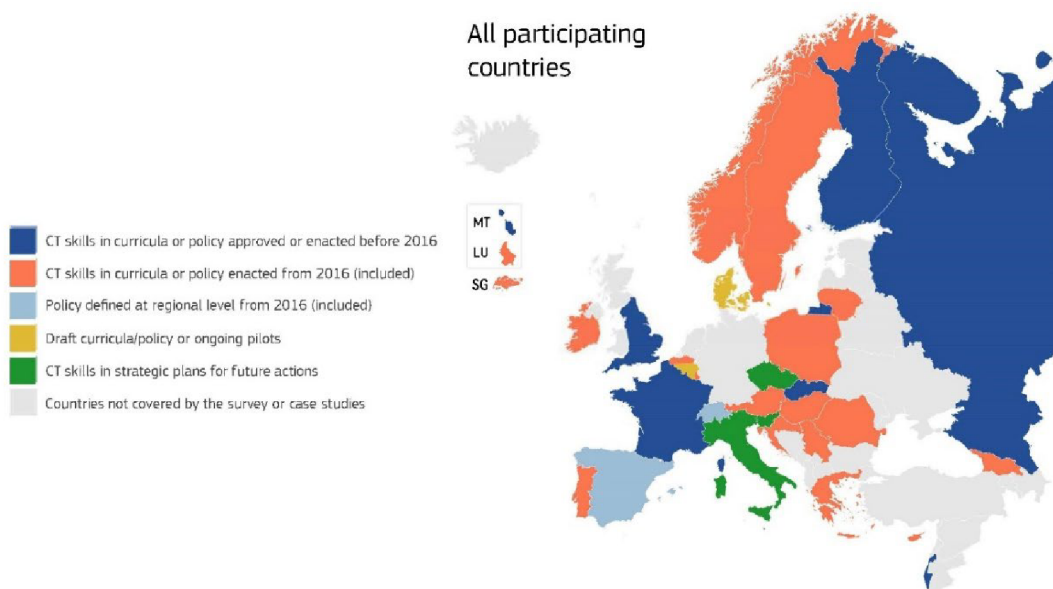 All participating
countries
MT
LU
SG
CT skills in curricula or policy approved or enacted before 2016
CT skills in curricula or policy enacted from 2016 (included)
Policy defined at regional level from 2016 (included)
Draft curricula/policy or ongoing pilots
CT skills in strategic plans for future actions
Countries not covered by the survey or case studies